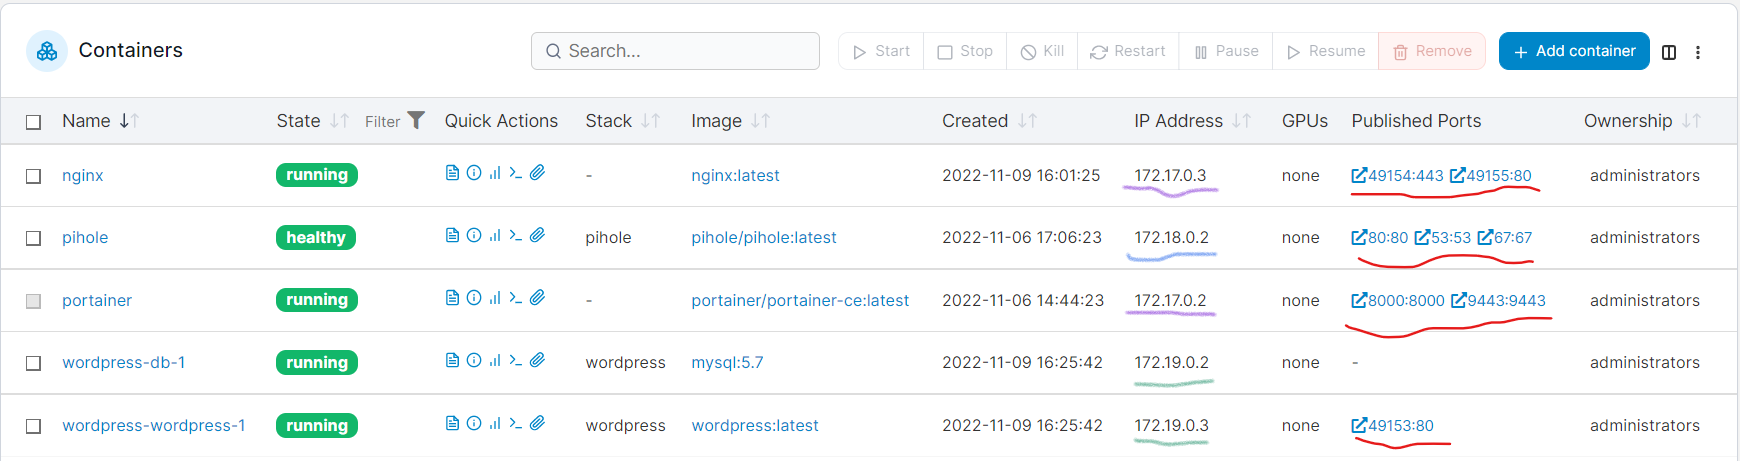 Containers Search... Start Stop Kill Restart Pause Resume Remove + Add container
Name State Filter Quick Actions Stack Image Created IP Address GPUs Published Ports Ownership
nginx running - nginx:latest 2022-11-09 16:01:25 172.17.0.3 none 49154:443 49155:80 administrators
pihole healthy pihole pihole/pihole:latest 2022-11-06 17:06:23 172.18.0.2 none 80:80 53:53 67:67 administrators
portainer running - portainer/portainer-ce:latest 2022-11-06 14:44:23 172.17.0.2 none 8000:8000 9443:9443 administrators
wordpress-db-1 running wordpress mysql:5.7 2022-11-09 16:25:42 172.19.0.2 none - administrators
wordpress-wordpress-1 running wordpress wordpress:latest 2022-11-09 16:25:42 172.19.0.3 none 49153:80 administrators